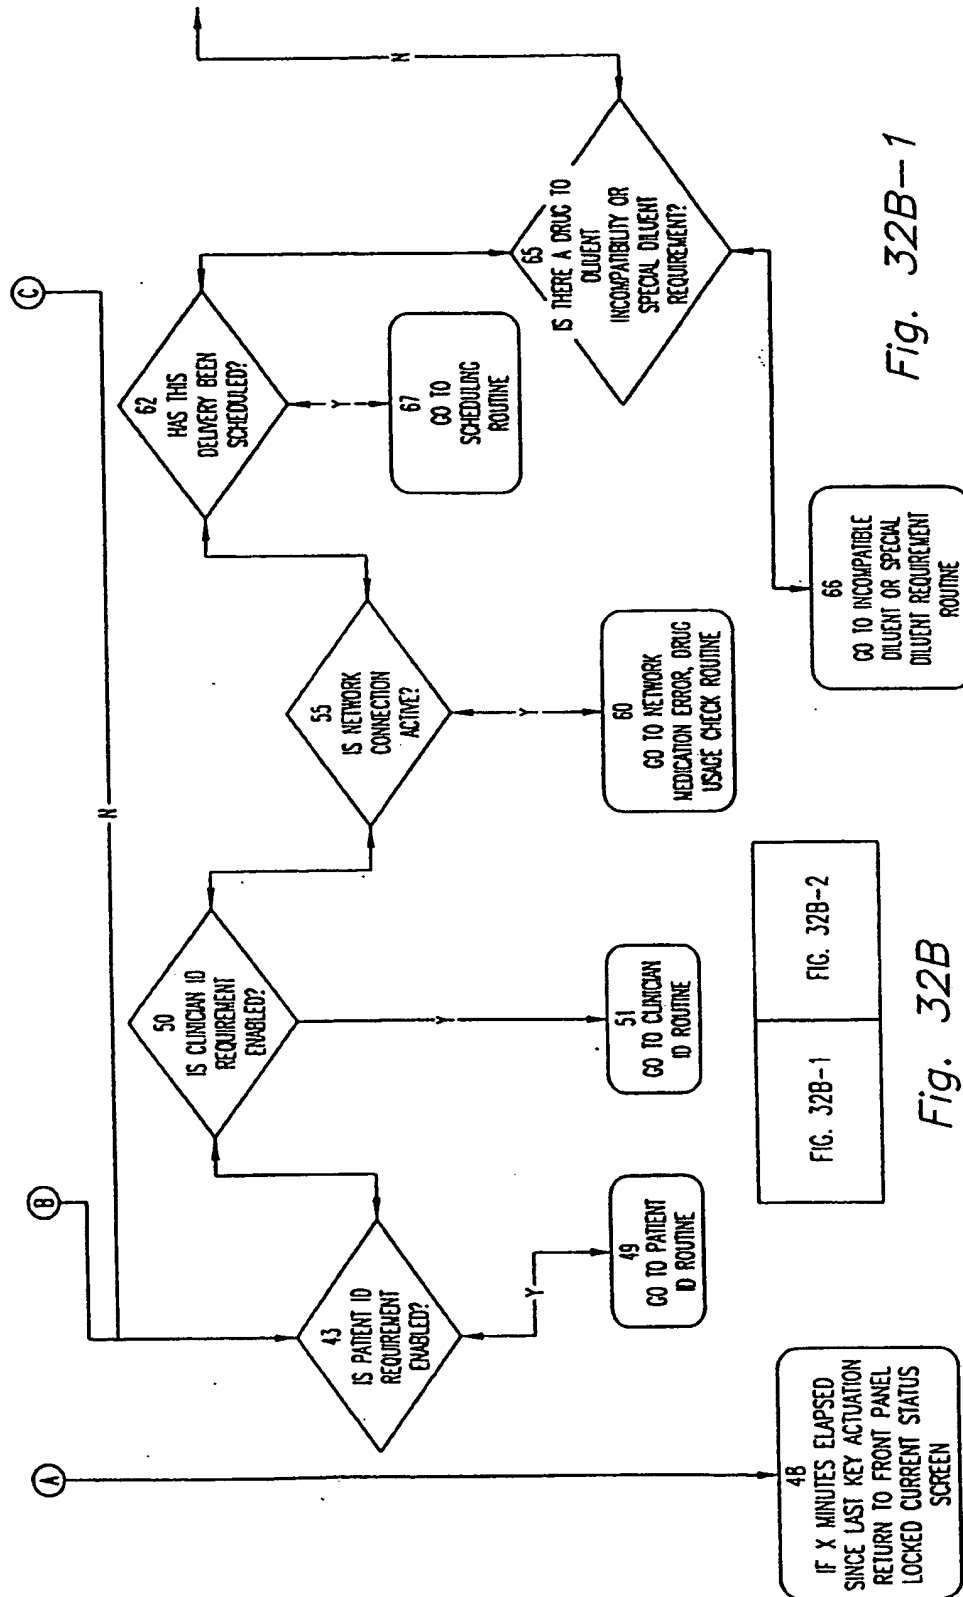 A
B
C
N
43
IS PATIENT ID
REQUIREMENT
ENABLED?
Y
49
GO TO PATIENT
ID ROUTINE
48
IF X MINUTES ELAPSED
SINCE LAST KEY ACTUATION
RETURN TO FRONT PANEL
LOCKED CURRENT STATUS
SCREEN
50
IS CLINICIAN ID
REQUIREMENT
ENABLED?
Y
51
GO TO CLINICIAN
ID ROUTINE
55
IS NETWORK
CONNECTION
ACTIVE?
Y
60
GO TO NETWORK
MEDICATION ERROR, DRUG
USAGE CHECK ROUTINE
62
HAS THIS
DELIVERY BEEN
SCHEDULED?
Y
67
GO TO
SCHEDULING
ROUTINE
65
IS THERE A DRUG TO
DILUENT
INCOMPATIBILITY OR
SPECIAL DILUENT
REQUIREMENT?
N
66
GO TO INCOMPATIBLE
DILUENT OR SPECIAL
DILUENT REQUIREMENT
ROUTINE
FIG. 32B-1
FIG. 32B-2
Fig. 32B
Fig. 32B-1